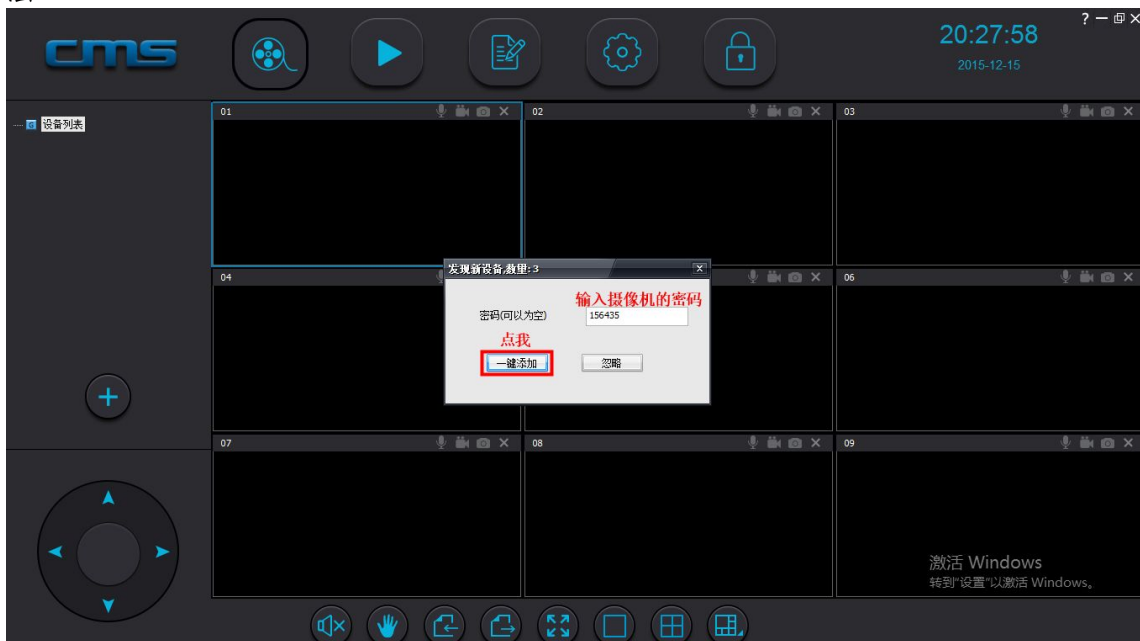 cms
20:27:58
2015-12-15
设备列表
01
02
03
04
06
07
08
09
发现新设备,数里:3
输入摄像机的密码
密码(可以为空)
156435
点我
一键添加
忽略
激活 Windows
转到"设置"以激活 Windows。